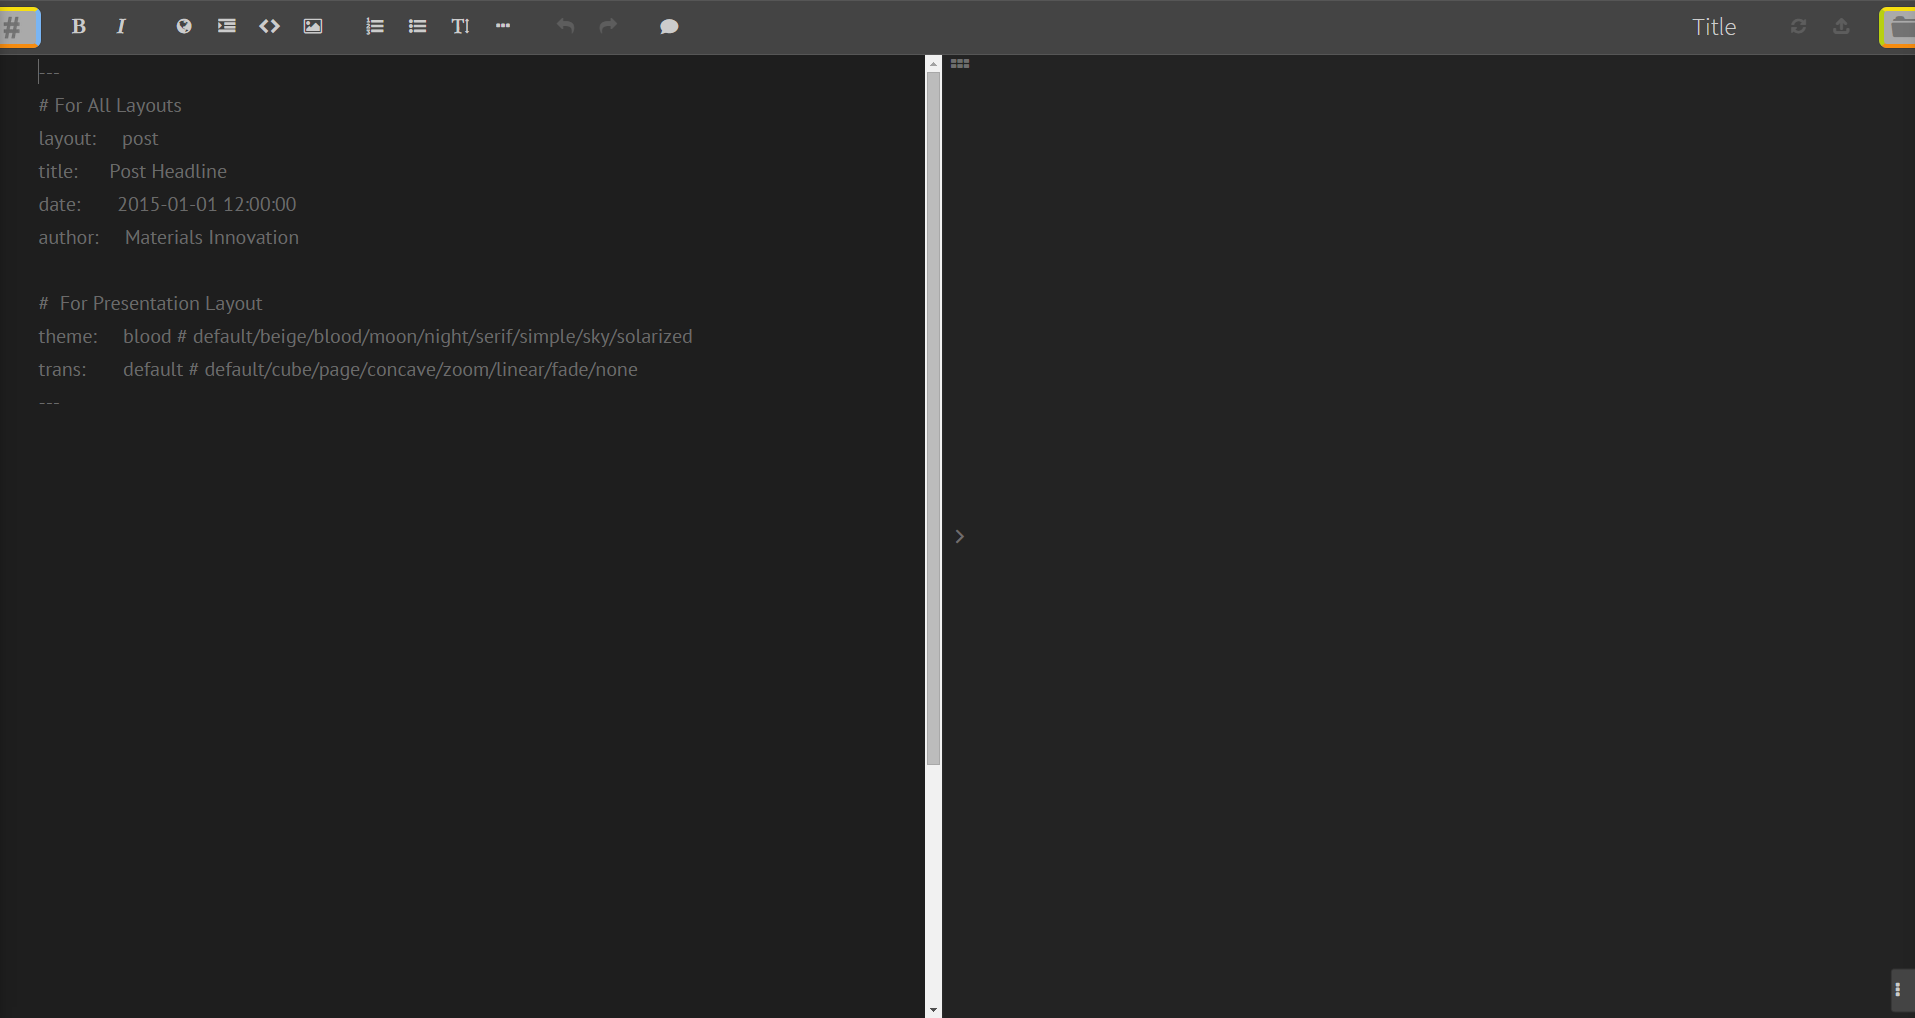 # B I T Title
---
# For All Layouts
layout: post
title: Post Headline
date: 2015-01-01 12:00:00
author: Materials Innovation
# For Presentation Layout
theme: blood # default/beige/blood/moon/night/serif/simple/sky/solarized
trans: default # default/cube/page/concave/zoom/linear/fade/none
---